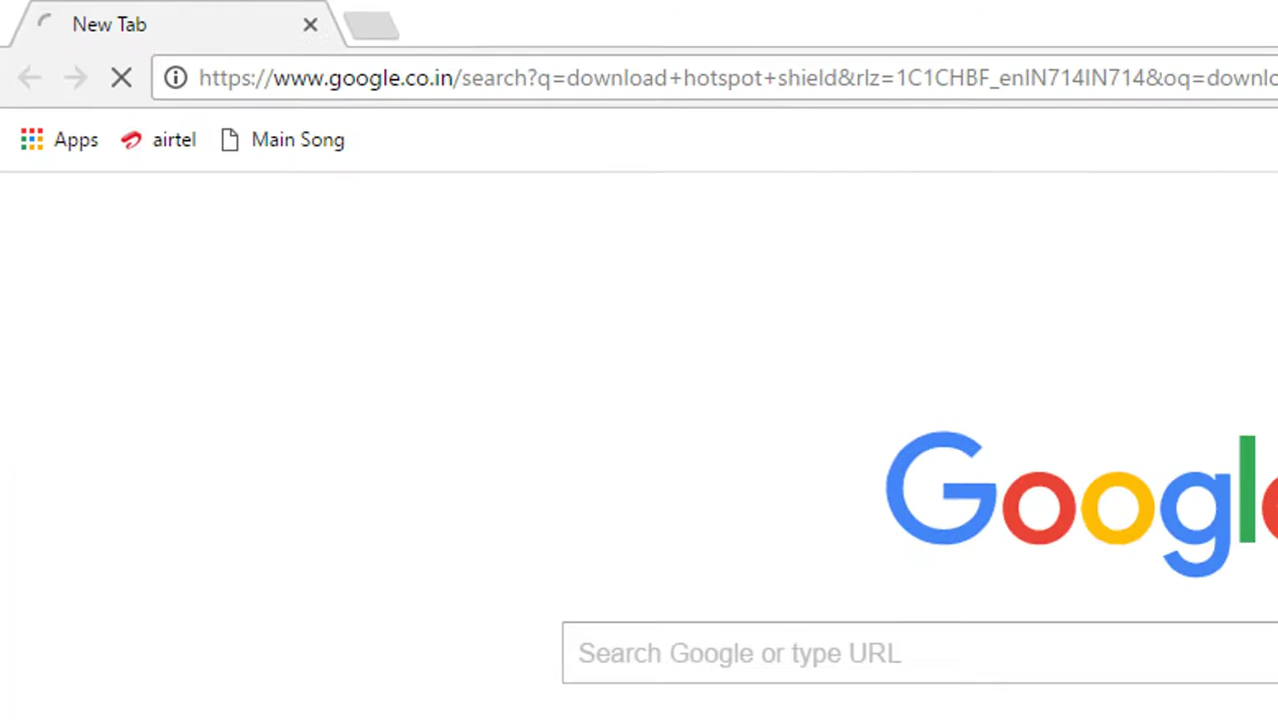 New Tab
https://www.google.co.in/search?q=download+hotspot+shield&rlz=1C1CHBF_enIN714IN714&oq=downlo
Apps airtel Main Song
Google
Search Google or type URL